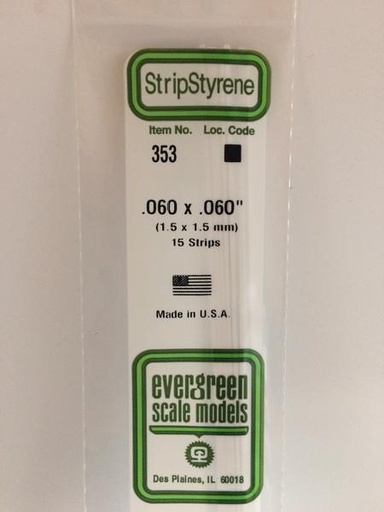 StripStyrene
Item No. Loc. Code
353
.060 x .060"
(1.5 x 1.5 mm)
15 Strips
Made in U.S.A.
evergreen
scale models
Des Plaines, IL 60018